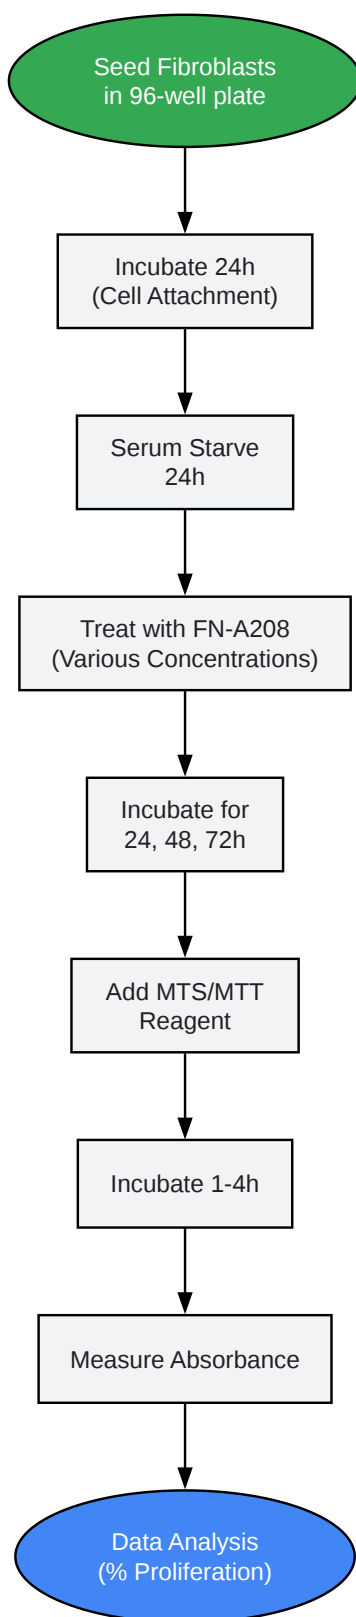 Seed Fibroblasts
in 96-well plate
Incubate 24h
(Cell Attachment)
Serum Starve
24h
Treat with FN-A208
(Various Concentrations)
Incubate for
24, 48, 72h
Add MTS/MTT
Reagent
Incubate 1-4h
Measure Absorbance
Data Analysis
(% Proliferation)